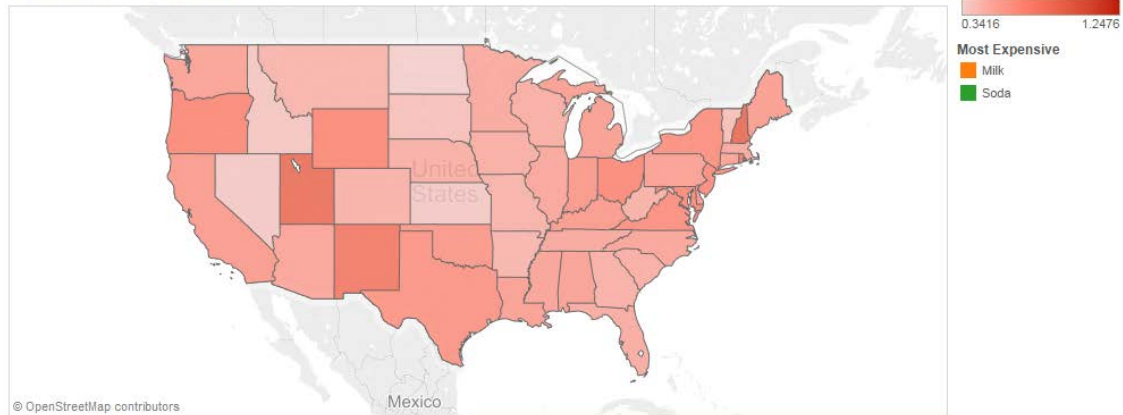 0.3416 1.2476
Most Expensive
Milk
Soda
United
States
Mexico
© OpenStreetMap contributors